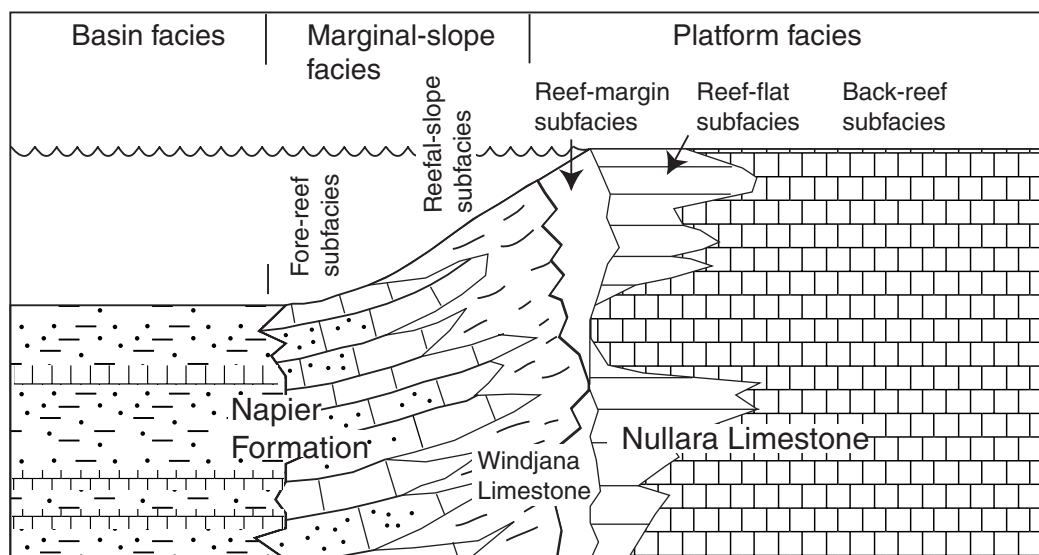 Basin facies
Marginal-slope
facies
Platform facies
Reef-margin
subfacies
Reef-flat
subfacies
Back-reef
subfacies
Reefal-slope
subfacies
Fore-reef
subfacies
Napier
Formation
Windjana
Limestone
Nullara Limestone